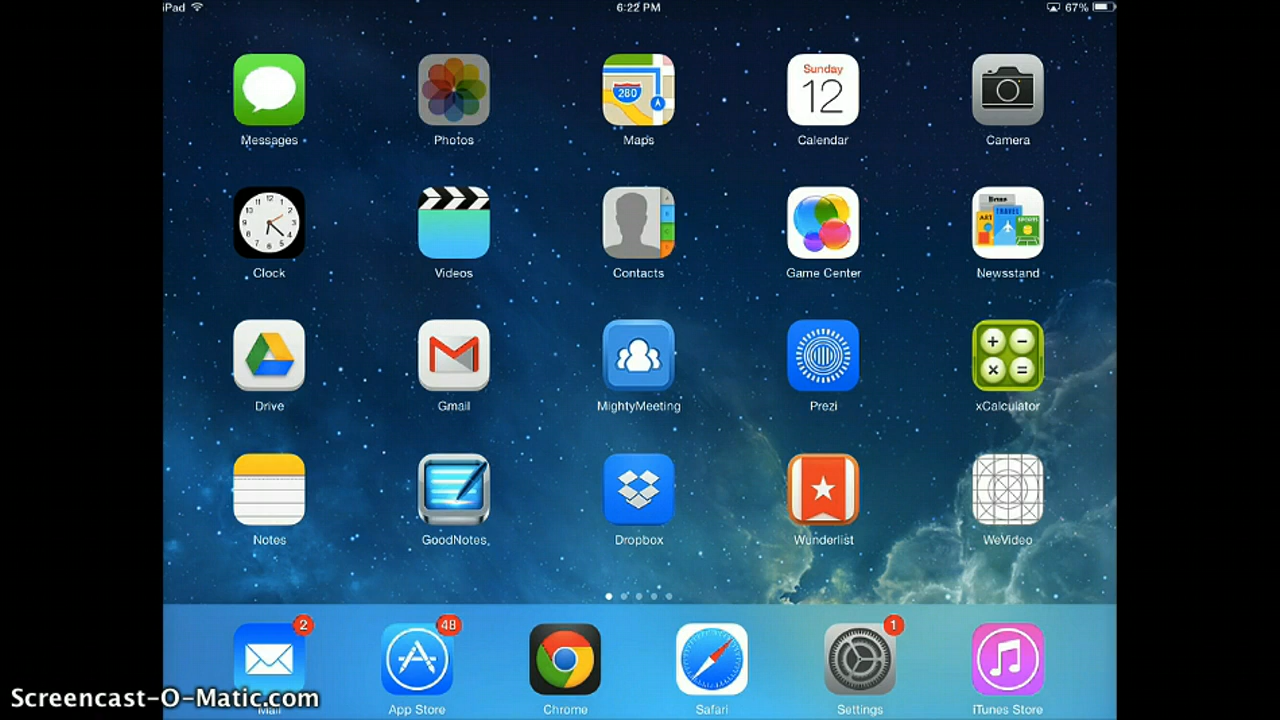 iPad 6:22 PM 67%
280
Sunday
12
Messages Photos Maps Calendar Camera
Clock Videos Contacts Game Center Newsstand
Drive Gmail MightyMeeting Prezi xCalculator
Notes GoodNotes Dropbox Wunderlist WeVideo
2 48 1
Mail App Store Chrome Safari Settings iTunes Store
Screencast-O-Matic.com